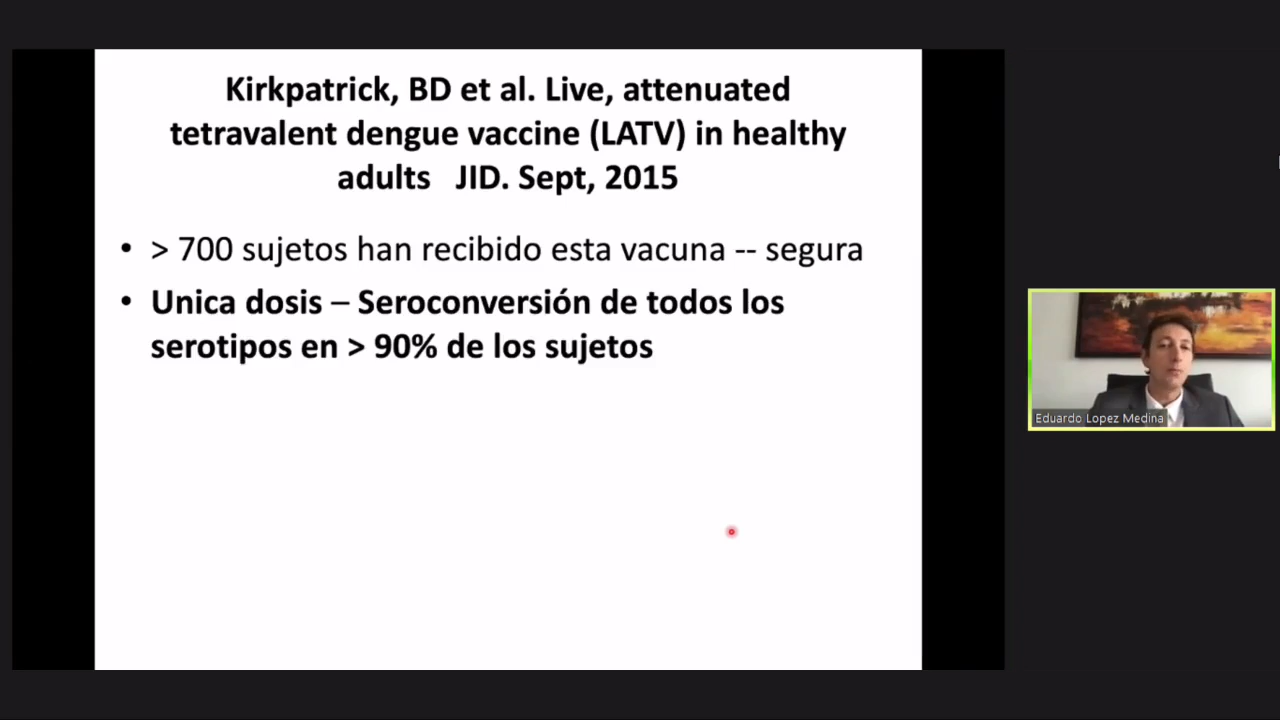 Kirkpatrick, BD et al. Live, attenuated
tetravalent dengue vaccine (LATV) in healthy
adults   JID. Sept, 2015
• > 700 sujetos han recibido esta vacuna -- segura
• Unica dosis – Seroconversión de todos los
serotipos en > 90% de los sujetos
Eduardo Lopez Medina